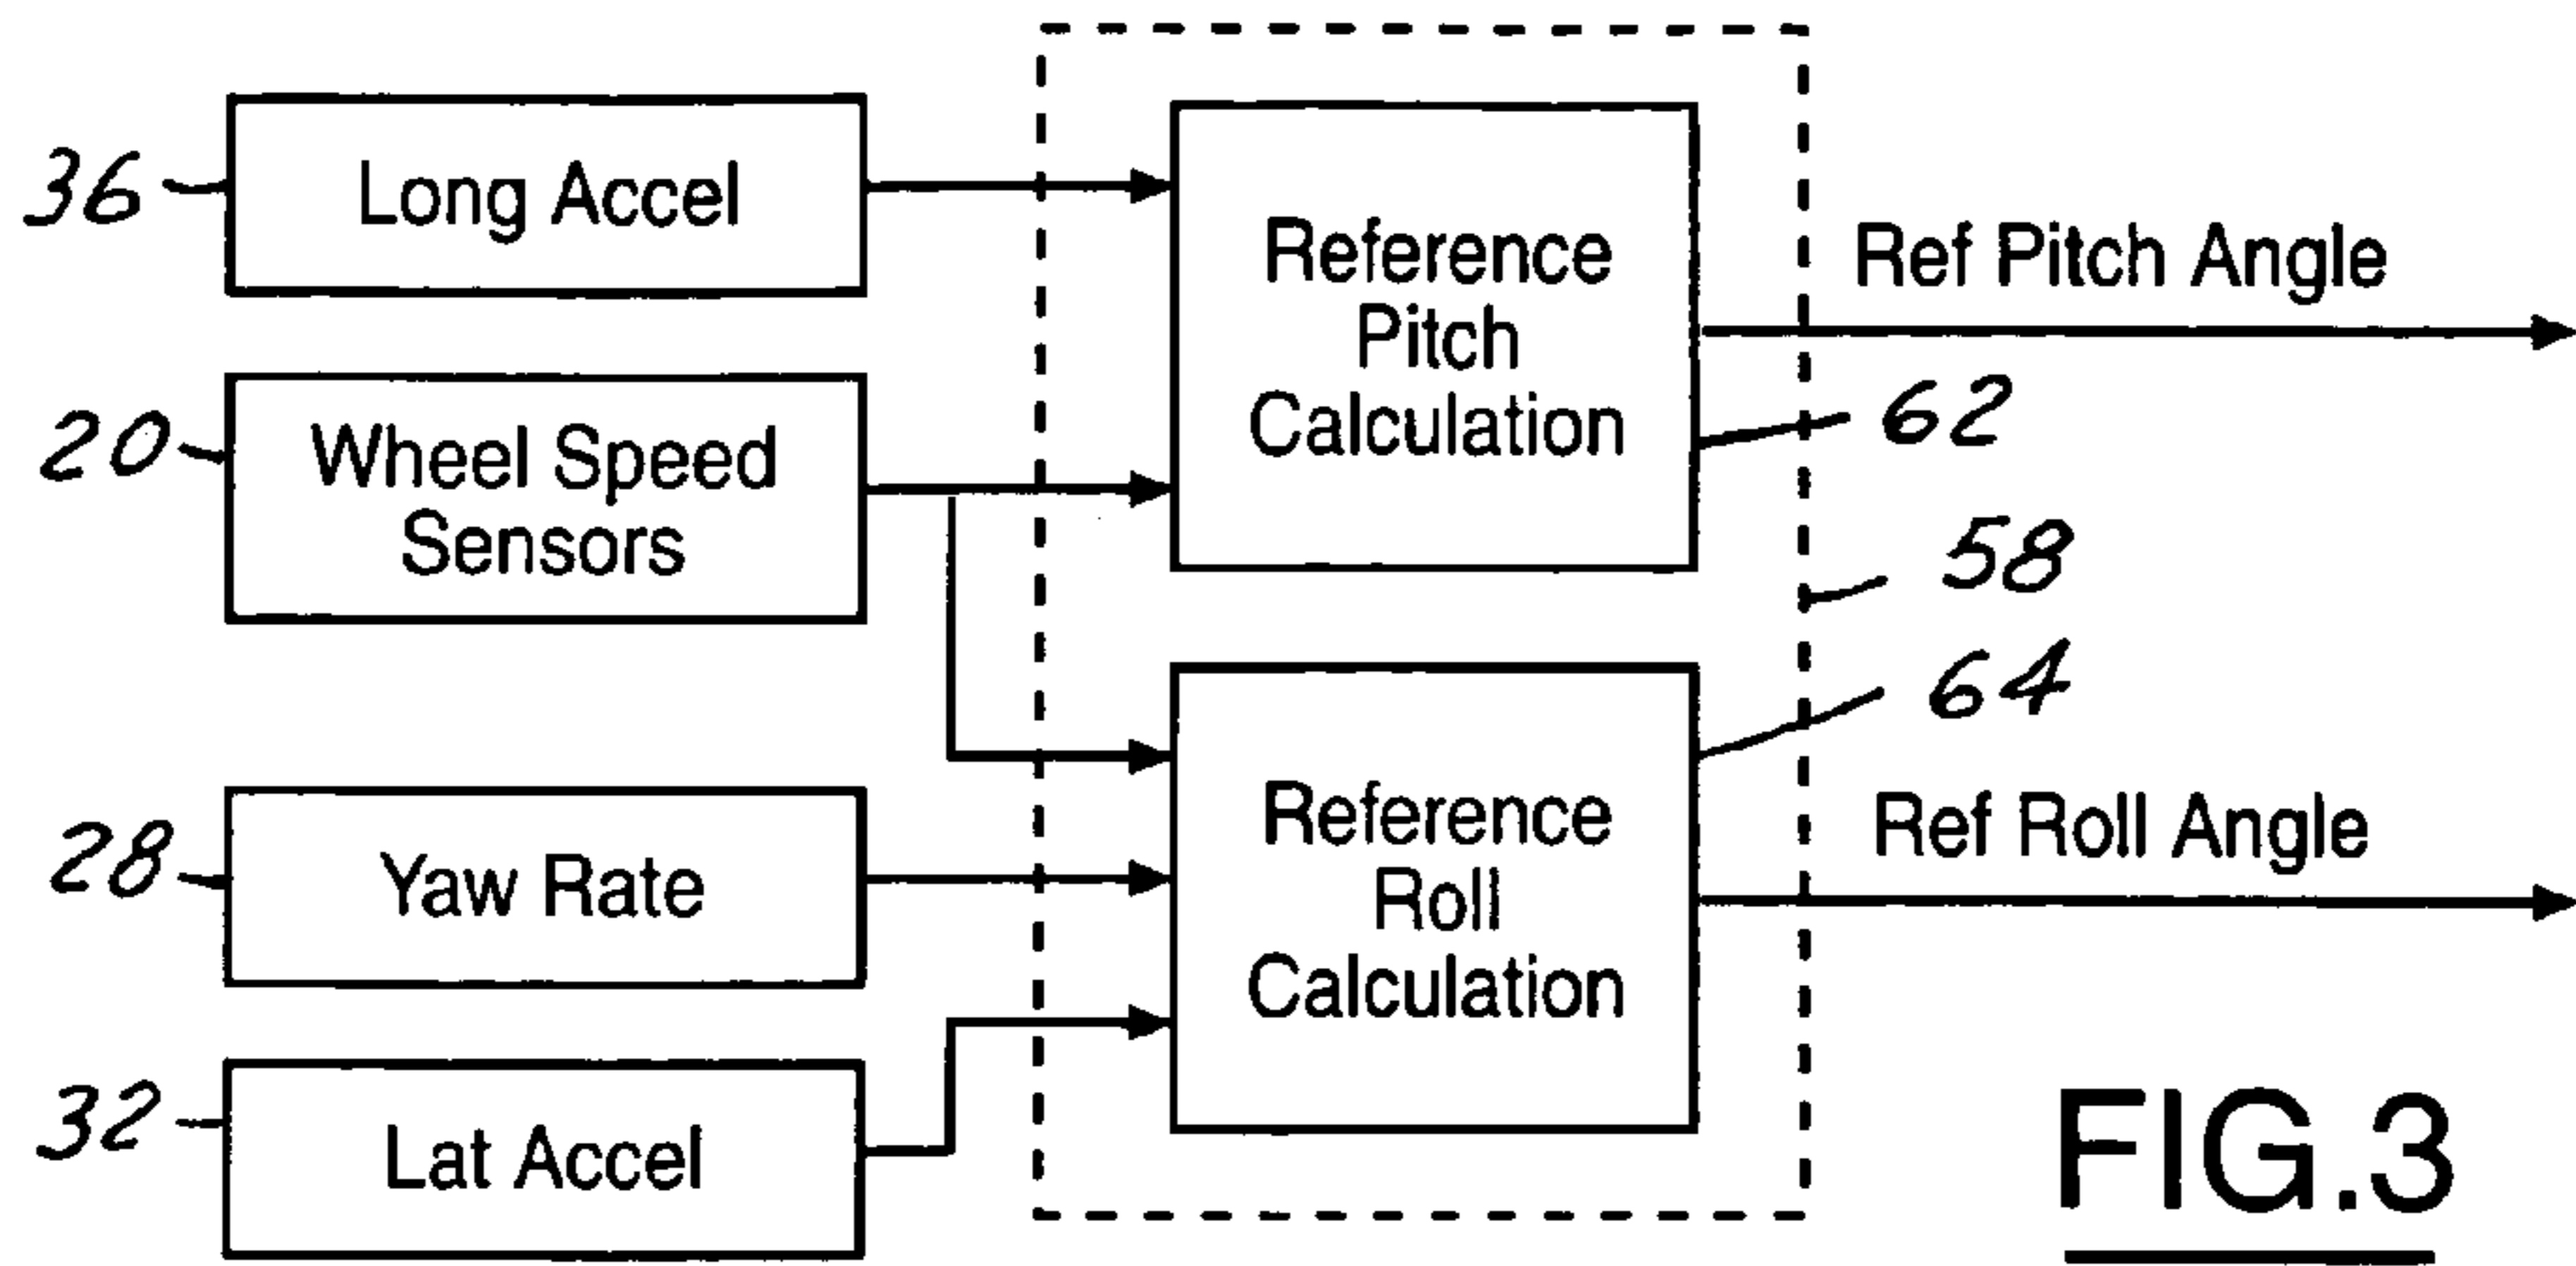 36
Long Accel
20
Wheel Speed
Sensors
28
Yaw Rate
32
Lat Accel
Reference
Pitch
Calculation
Reference
Roll
Calculation
Ref Pitch Angle
62
58
64
Ref Roll Angle
FIG.3